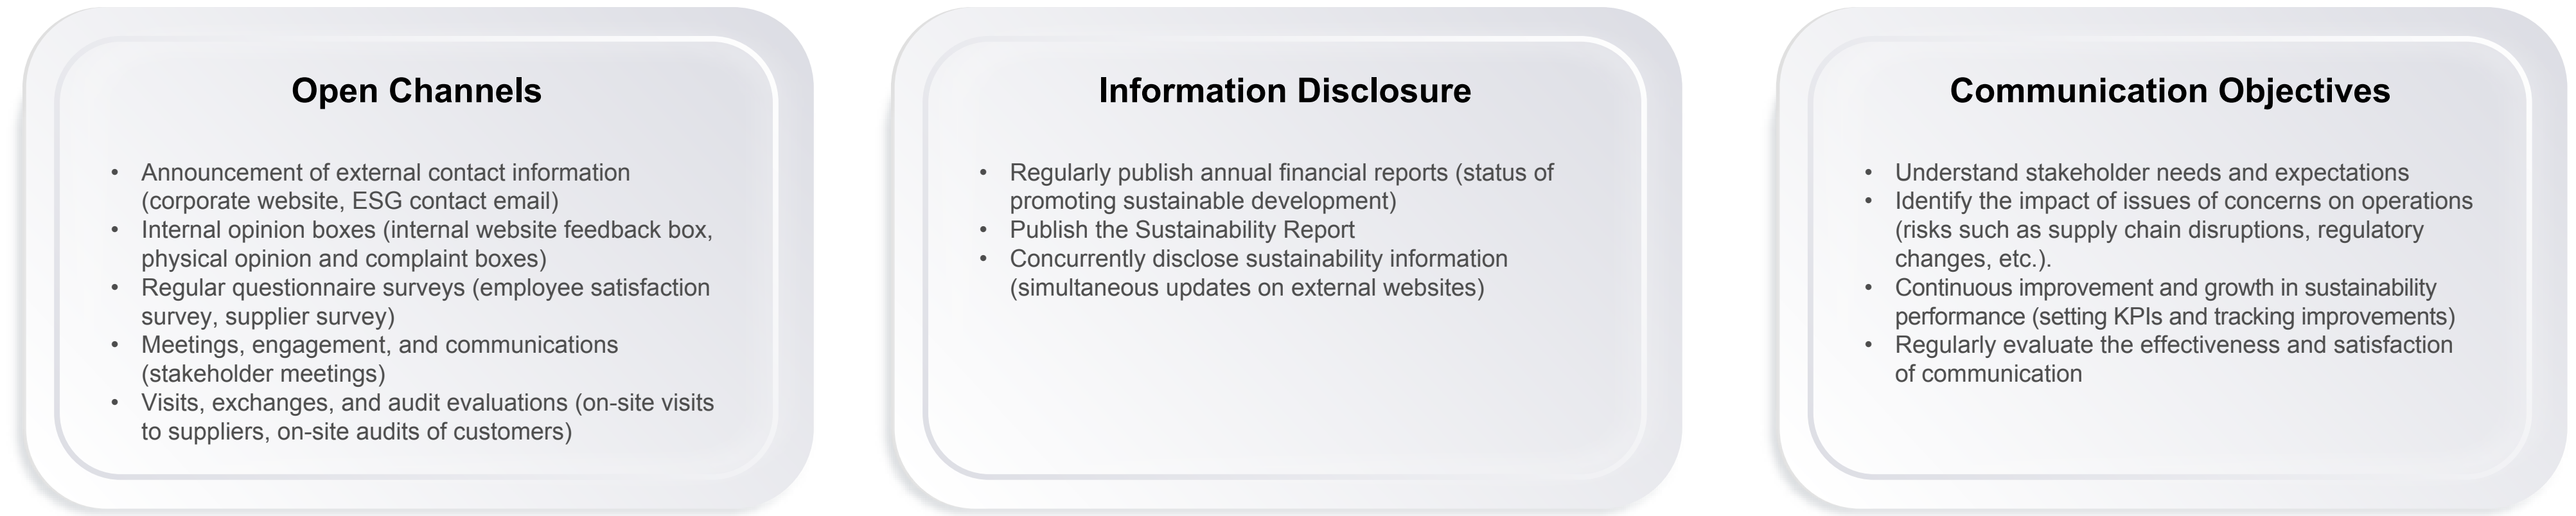 Open Channels
• Announcement of external contact information
(corporate website, ESG contact email)
• Internal opinion boxes (internal website feedback box,
physical opinion and complaint boxes)
• Regular questionnaire surveys (employee satisfaction
survey, supplier survey)
• Meetings, engagement, and communications
(stakeholder meetings)
• Visits, exchanges, and audit evaluations (on-site visits
to suppliers, on-site audits of customers)
Information Disclosure
• Regularly publish annual financial reports (status of
promoting sustainable development)
• Publish the Sustainability Report
• Concurrently disclose sustainability information
(simultaneous updates on external websites)
Communication Objectives
• Understand stakeholder needs and expectations
• Identify the impact of issues of concerns on operations
(risks such as supply chain disruptions, regulatory
changes, etc.).
• Continuous improvement and growth in sustainability
performance (setting KPIs and tracking improvements)
• Regularly evaluate the effectiveness and satisfaction
of communication